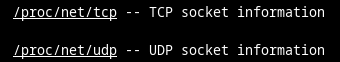 /proc/net/tcp -- TCP socket information
/proc/net/udp -- UDP socket information